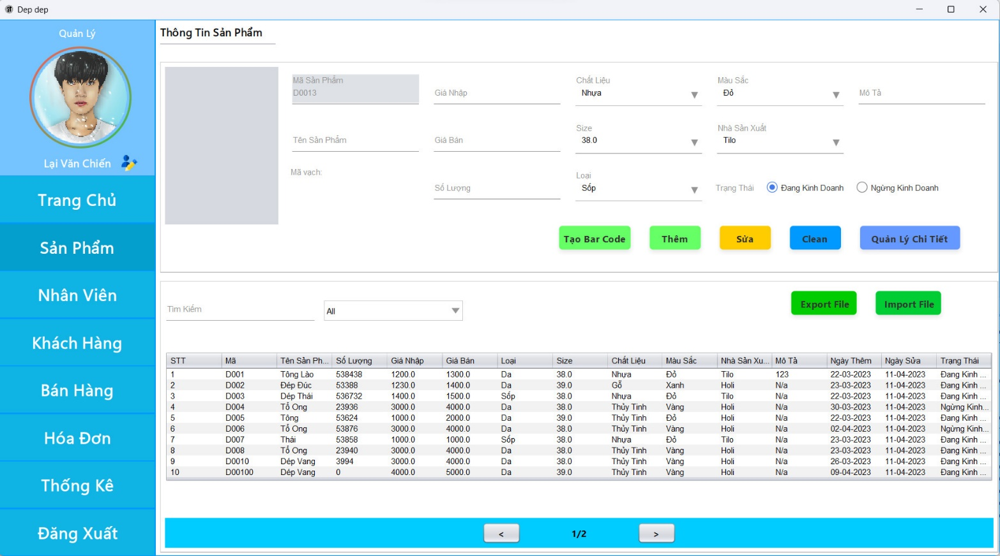 Dep dep
Quản Lý
Lại Văn Chiến
Trang Chủ
Sản Phẩm
Nhân Viên
Khách Hàng
Bán Hàng
Hóa Đơn
Thống Kê
Đăng Xuất
Thông Tin Sản Phẩm
Mã Sản Phẩm
D0013
Giá Nhập
Chất Liệu
Nhựa
Màu Sắc
Đỏ
Mô Tả
Tên Sản Phẩm
Giá Bán
Size
38.0
Nhà Sản Xuất
Tilo
Mã vạch:
Số Lượng
Loại
Sốp
Trạng Thái Đang Kinh Doanh Ngừng Kinh Doanh
Tạo Bar Code Thêm Sửa Clean Quản Lý Chi Tiết
Tìm Kiếm All Export File Import File
STT Mã Tên Sản Ph... Số Lượng Giá Nhập Giá Bán Loại Size Chất Liệu Màu Sắc Nhà Sản Xu... Mô Tả Ngày Thêm Ngày Sửa Trạng Thái
1 D001 Tông Lào 538438 1200.0 1300.0 Da 38.0 Nhựa Đỏ Tilo 123 22-03-2023 11-04-2023 Đang Kinh ...
2 D002 Đép Đúc 53388 1230.0 1400.0 Da 39.0 Gỗ Xanh Holi N/a 23-03-2023 11-04-2023 Đang Kinh ...
3 D003 Dép Thái 536732 1400.0 1500.0 Sốp 38.0 Nhựa Đỏ Tilo N/a 22-03-2023 11-04-2023 Đang Kinh ...
4 D004 Tổ Ong 23936 3000.0 4000.0 Da 38.0 Thủy Tinh Vàng Holi N/a 30-03-2023 11-04-2023 Ngừng Kinh...
5 D005 Tông 53624 1000.0 2000.0 Da 39.0 Thủy Tinh Đỏ Holi N/a 22-03-2023 11-04-2023 Đang Kinh ...
6 D006 Tổ Ong 53876 3000.0 4000.0 Da 38.0 Thủy Tinh Vàng Holi N/a 02-04-2023 11-04-2023 Ngừng Kinh...
7 D007 Thái 53858 1000.0 1000.0 Sốp 38.0 Nhựa Đỏ Tilo N/a 23-03-2023 11-04-2023 Đang Kinh ...
8 D008 Tổ Ong 23940 3000.0 4000.0 Da 38.0 Thủy Tinh Vàng Holi N/a 23-03-2023 11-04-2023 Đang Kinh ...
9 D0010 Dép Vang 3994 3000.0 4000.0 Da 38.0 Thủy Tinh Vàng Holi N/a 26-03-2023 11-04-2023 Đang Kinh ...
10 D00100 Dép Vang 0 4000.0 5000.0 Da 39.0 Thủy Tinh Vàng Holi N/a 09-04-2023 11-04-2023 Đang Kinh ...
< 1/2 >